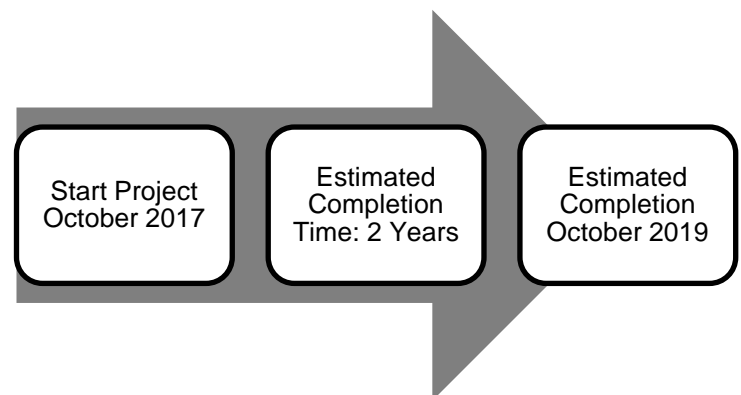 Start Project
October 2017
Estimated
Completion
Time: 2 Years
Estimated
Completion
October 2019